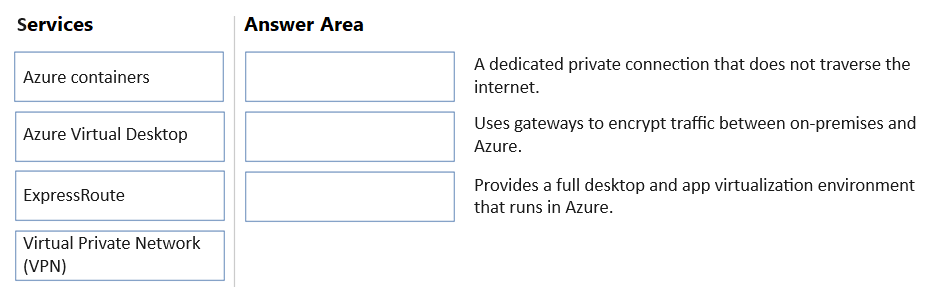 Services
Answer Area
Azure containers
A dedicated private connection that does not traverse the
internet.
Azure Virtual Desktop
Uses gateways to encrypt traffic between on-premises and
Azure.
ExpressRoute
Provides a full desktop and app virtualization environment
that runs in Azure.
Virtual Private Network
(VPN)